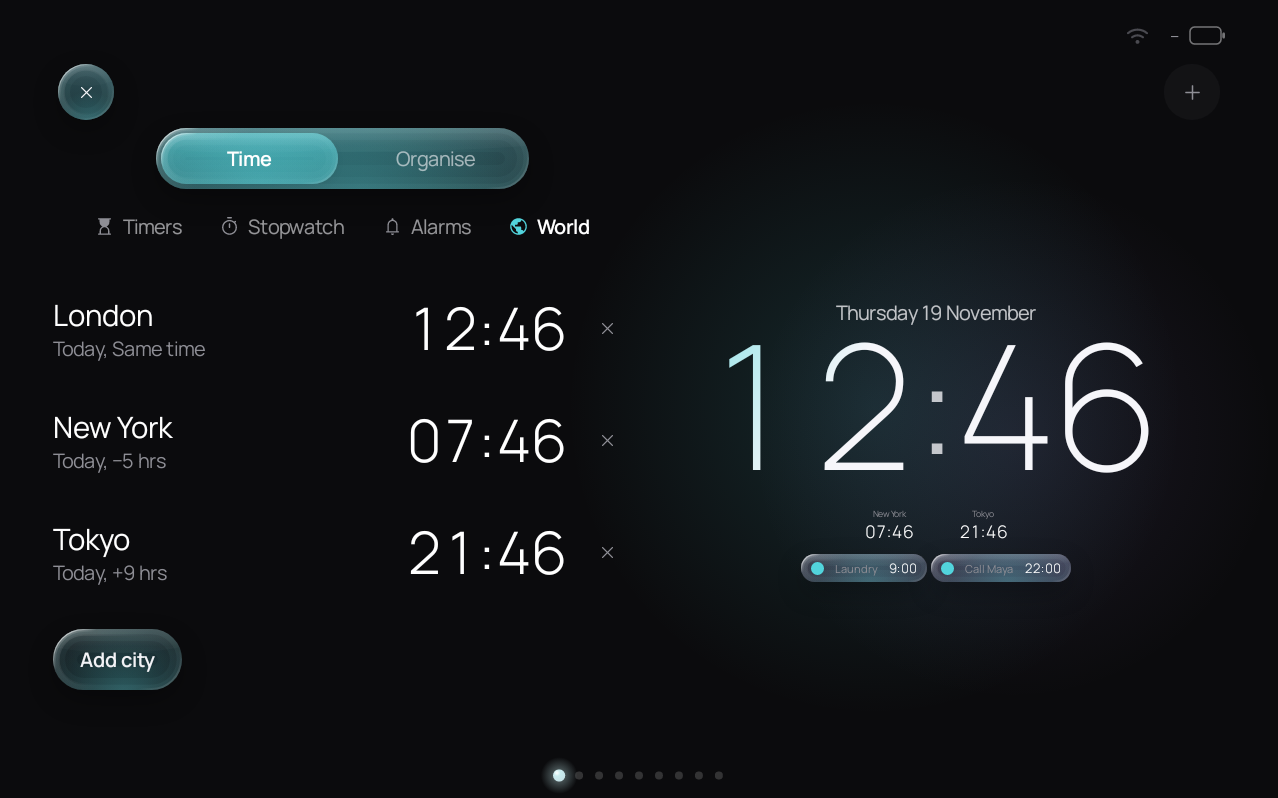 –
Time
Organise
Timers
Stopwatch
Alarms
World
London
Today, Same time
12:46
New York
Today, −5 hrs
07:46
Tokyo
Today, +9 hrs
21:46
Add city
Thursday 19 November
12:46
New York
07:46
Tokyo
21:46
Laundry 9:00
Call Maya 22:00